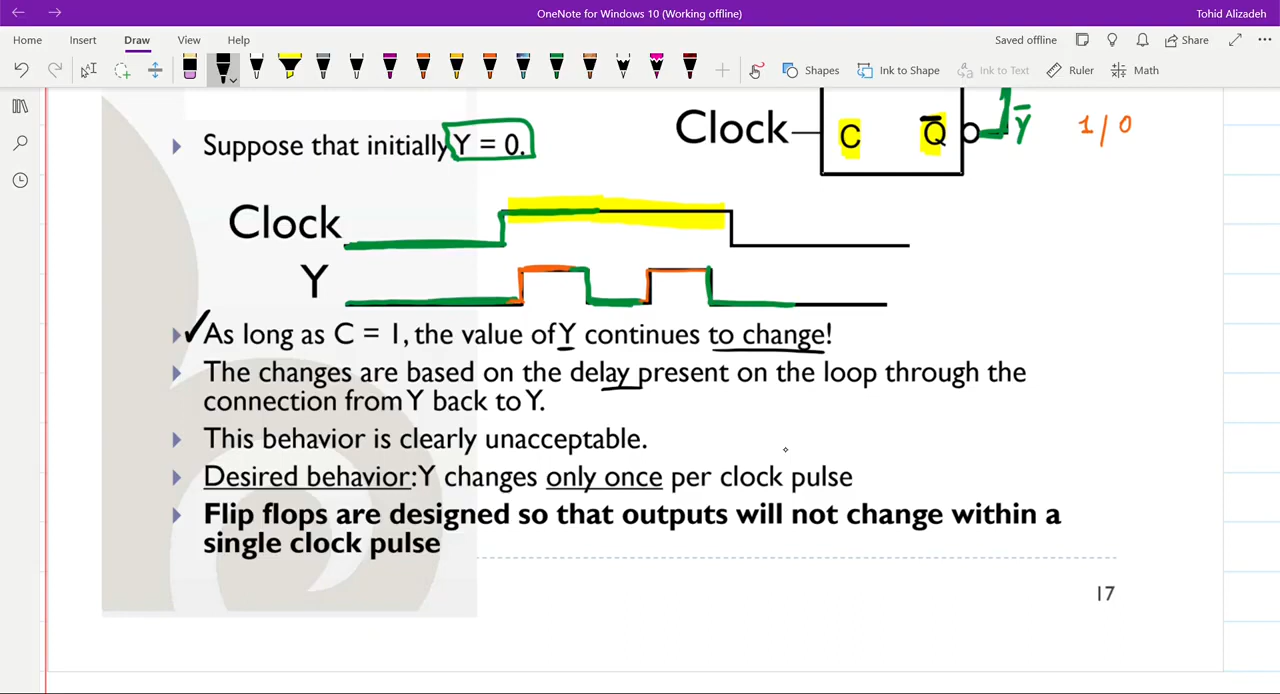 OneNote for Windows 10 (Working offline)
Tohid Alizadeh
Home Insert Draw View Help
Saved offline Share
Shapes Ink to Shape Ink to Text Ruler Math
Suppose that initially Y = 0.
Clock C Q̅ Y̅ 1/0
Clock
Y
✓As long as C = 1, the value of Y continues to change!
The changes are based on the delay present on the loop through the
connection from Y back to Y.
This behavior is clearly unacceptable.
Desired behavior: Y changes only once per clock pulse
Flip flops are designed so that outputs will not change within a
single clock pulse
17